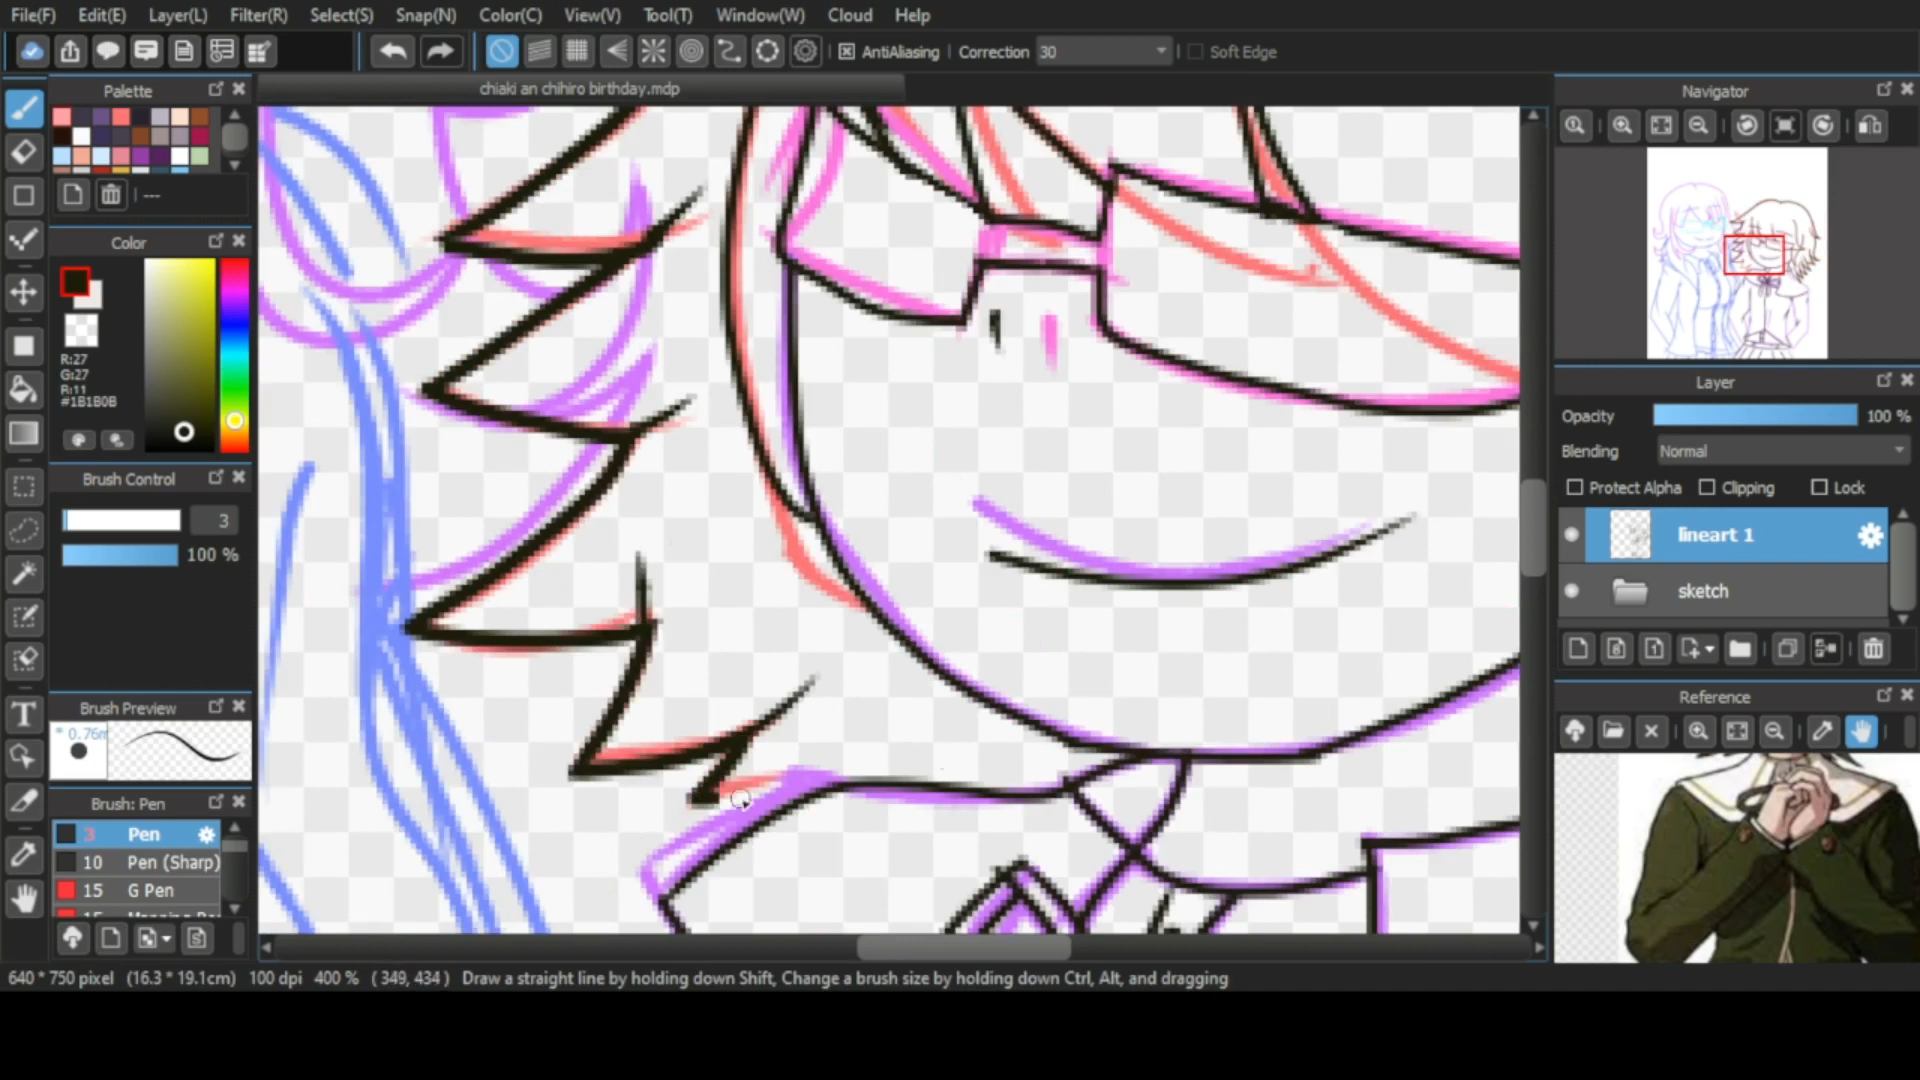 File(F) Edit(E) Layer(L) Filter(R) Select(S) Snap(N) Color(C) View(V) Tool(T) Window(W) Cloud Help
AntiAliasing Correction 30 Soft Edge
Palette
chiaki an chihiro birthday.mdp
Navigator
---
Color
R:27
G:27
B:11
#1B1B0B
Brush Control
3
100 %
Brush Preview
* 0.76m
Brush: Pen
3 Pen
10 Pen (Sharp)
15 G Pen
Layer
Opacity 100 %
Blending Normal
Protect Alpha Clipping Lock
lineart 1
sketch
Reference
640 * 750 pixel (16.3 * 19.1cm) 100 dpi 400 % ( 349, 434 ) Draw a straight line by holding down Shift, Change a brush size by holding down Ctrl, Alt, and dragging